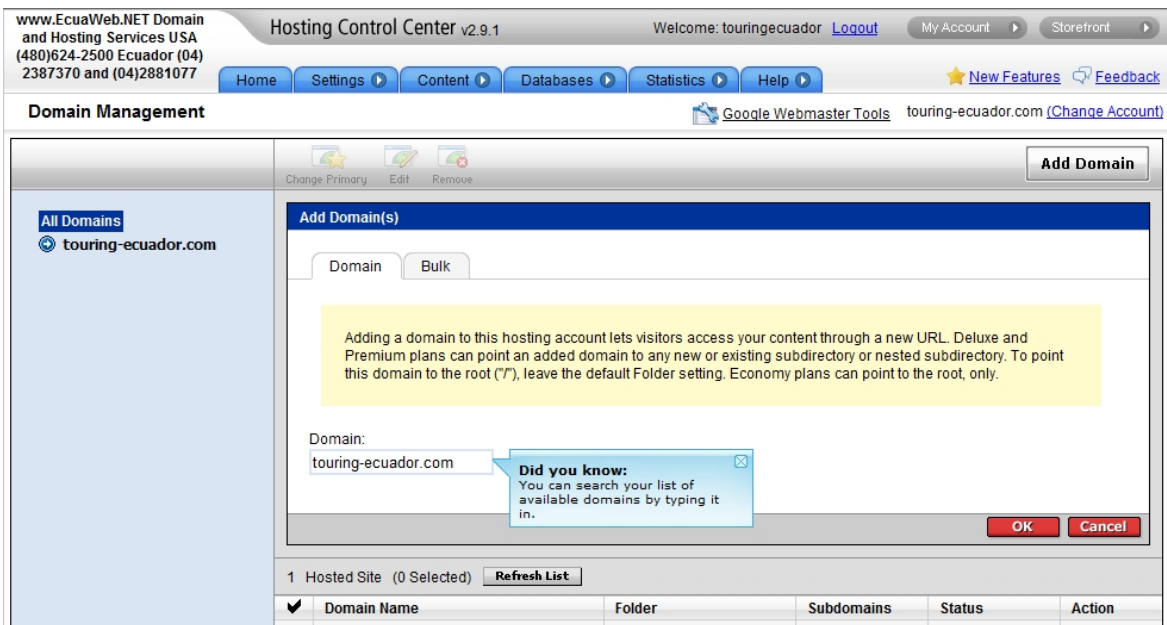 www.EcuaWeb.NET Domain
and Hosting Services USA
(480)624-2500 Ecuador (04)
2387370 and (04)2881077
Hosting Control Center v2.9.1
Welcome: touringecuador Logout
My Account
Storefront
Home
Settings
Content
Databases
Statistics
Help
New Features
Feedback
Domain Management
Google Webmaster Tools
touring-ecuador.com (Change Account)
Change Primary
Edit
Remove
Add Domain
All Domains
touring-ecuador.com
Add Domain(s)
Domain
Bulk
Adding a domain to this hosting account lets visitors access your content through a new URL. Deluxe and
Premium plans can point an added domain to any new or existing subdirectory or nested subdirectory. To point
this domain to the root ("/"), leave the default Folder setting. Economy plans can point to the root, only.
Domain:
touring-ecuador.com
Did you know:
You can search your list of
available domains by typing it
in.
OK
Cancel
1 Hosted Site (0 Selected)
Refresh List
Domain Name
Folder
Subdomains
Status
Action